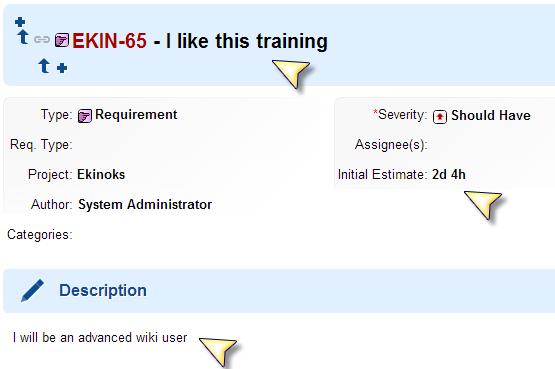 EKIN-65 - I like this training
Type: Requirement
*Severity: Should Have
Req. Type:
Assignee(s):
Project: Ekinoks
Initial Estimate: 2d 4h
Author: System Administrator
Categories:
Description
I will be an advanced wiki user